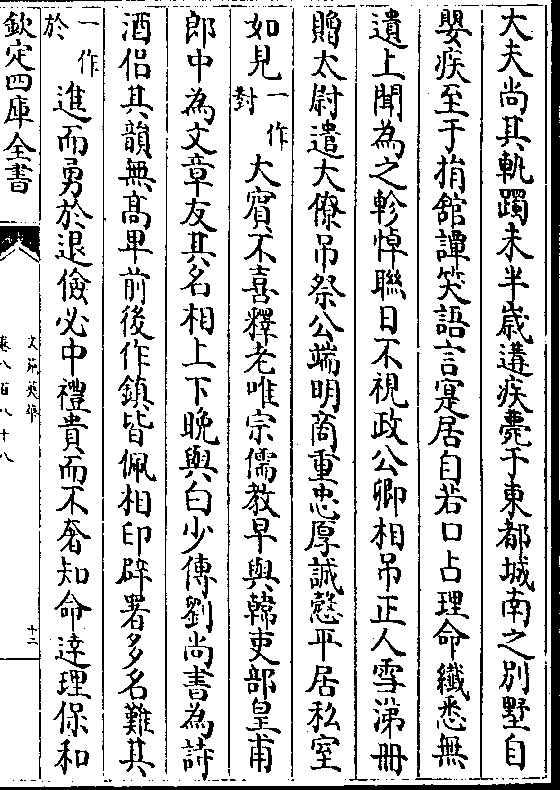 大夫尚其軌躅未半歲遘疾薨于東都城南之别墅自
嬰疾至于捐館譚笑語言寔居自若口占理命纖悉無
遺上聞為之軫悼聯日不視政公卿相吊正人雪涕冊
贈太尉遣大僚吊祭公端明啇重忠厚誠慤平居私室
如見一作對大賓不喜釋老唯宗儒教早與韓吏部皇甫
郎中為文章友其名相上下晚與白少傅劉尚書為詩
酒侣其韻無髙卑前後作鎮皆佩相印辟署多名難其
一作於進而勇於退儉必中禮貴而不奢知命達理保和
欽定四庫全書
文苑英華
卷八百八十八
十二